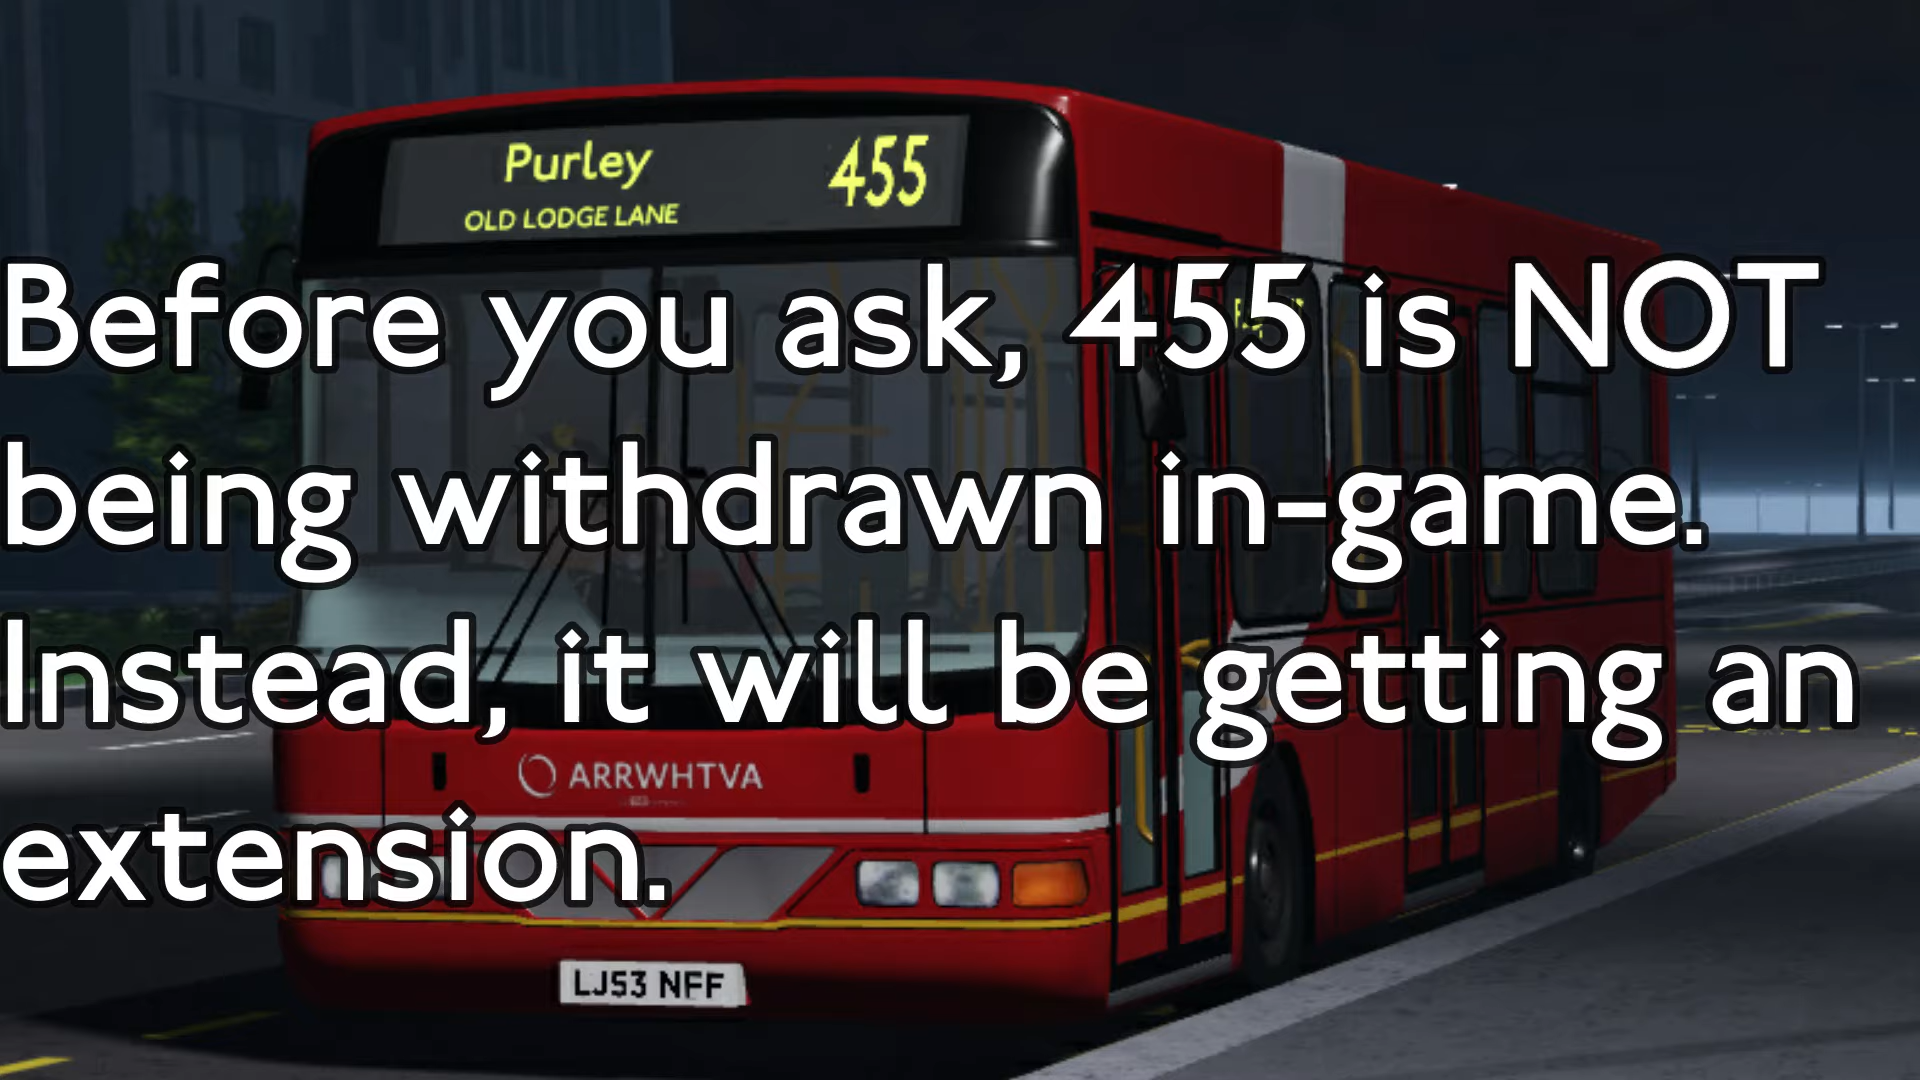 Purley 455
OLD LODGE LANE
Before you ask, 455 is NOT
being withdrawn in-game.
Instead, it will be getting an
extension.
ARRWHTVA
LJ53 NFF